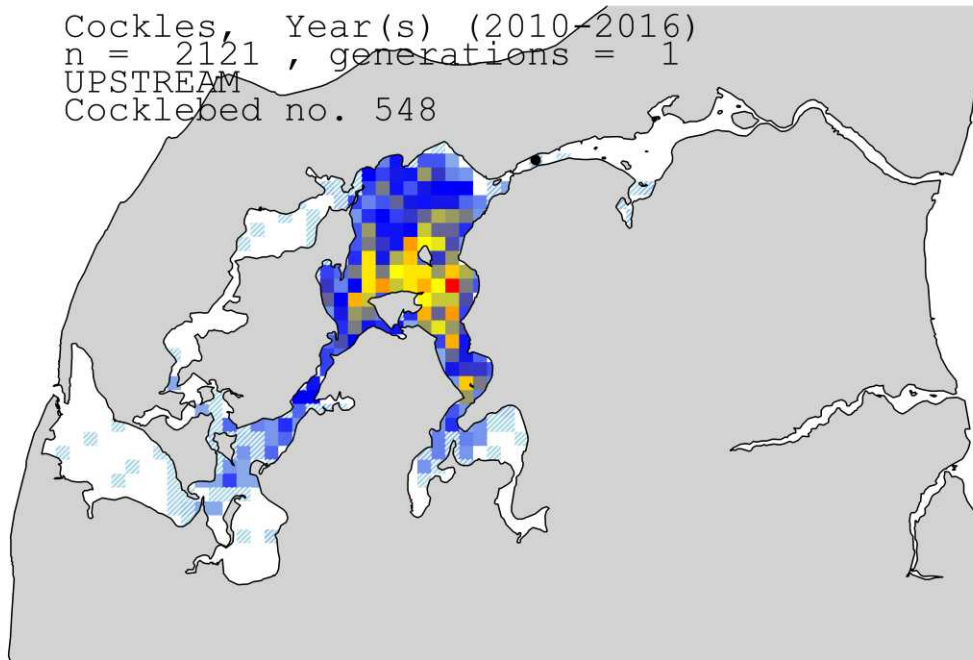 Cockles, Year(s) (2010-2016)
n = 2121 , generations = 1
UPSTREAM
Cocklebed no. 548